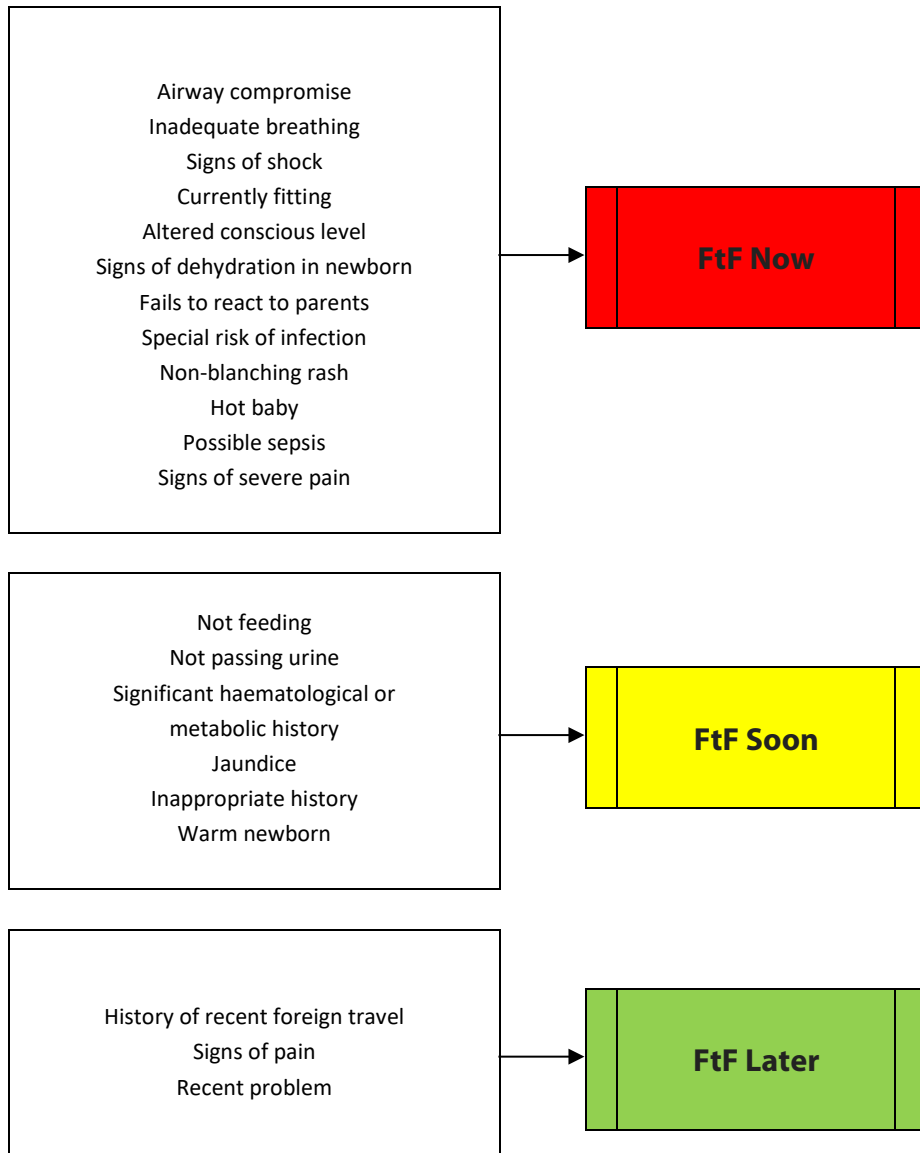 Airway compromise
Inadequate breathing
Signs of shock
Currently fitting
Altered conscious level
Signs of dehydration in newborn
Fails to react to parents
Special risk of infection
Non-blanching rash
Hot baby
Possible sepsis
Signs of severe pain
FtF Now
Not feeding
Not passing urine
Significant haematological or
metabolic history
Jaundice
Inappropriate history
Warm newborn
FtF Soon
History of recent foreign travel
Signs of pain
Recent problem
FtF Later